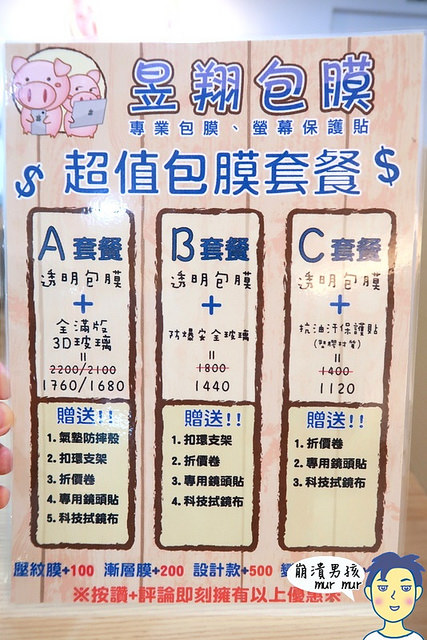 昱翔包膜
專業包膜、螢幕保護貼
$ 超值包膜套餐 $
A 套餐
透明包膜
+
全滿版
3D玻璃
=
2200/2100
1760/1680
贈送!!
1. 氣墊防摔殼
2. 扣環支架
3. 折價卷
4. 專用鏡頭貼
5. 科技拭鏡布
B 套餐
透明包膜
+
防爆安全玻璃
=
1800
1440
贈送!!
1. 扣環支架
2. 折價卷
3. 專用鏡頭貼
4. 科技拭鏡布
C 套餐
透明包膜
+
抗油汙保護貼
(塑膠材質)
=
1400
1120
贈送!!
1. 折價卷
2. 專用鏡頭貼
3. 科技拭鏡布
壓紋膜+100 漸層膜+200 設計款+500
※按讚+評論即刻擁有以上優惠
崩潰男孩
mur mur